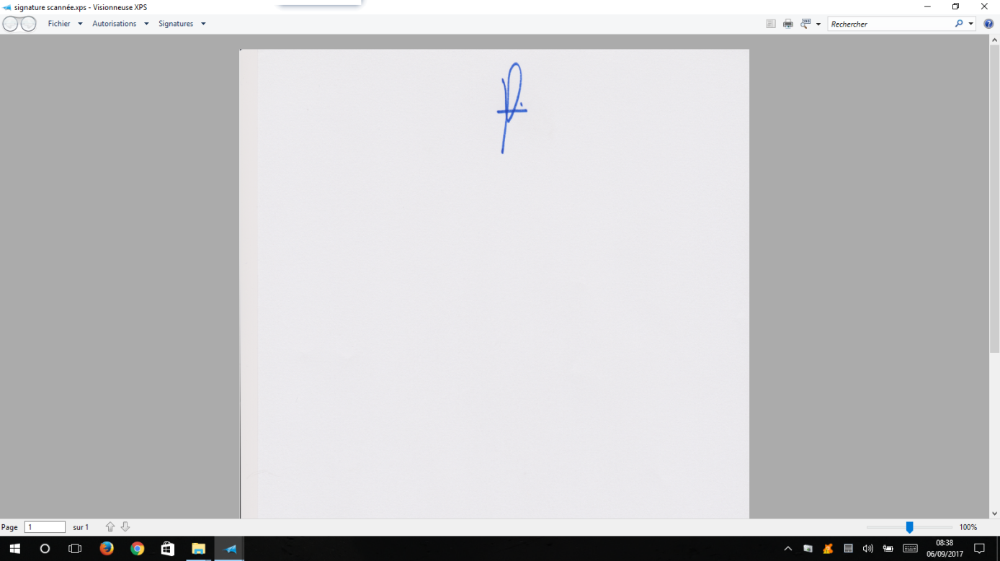 signature scannée.xps - Visionneuse XPS
Fichier Autorisations Signatures Rechercher
Page 1 sur 1 100%
08:38
06/09/2017